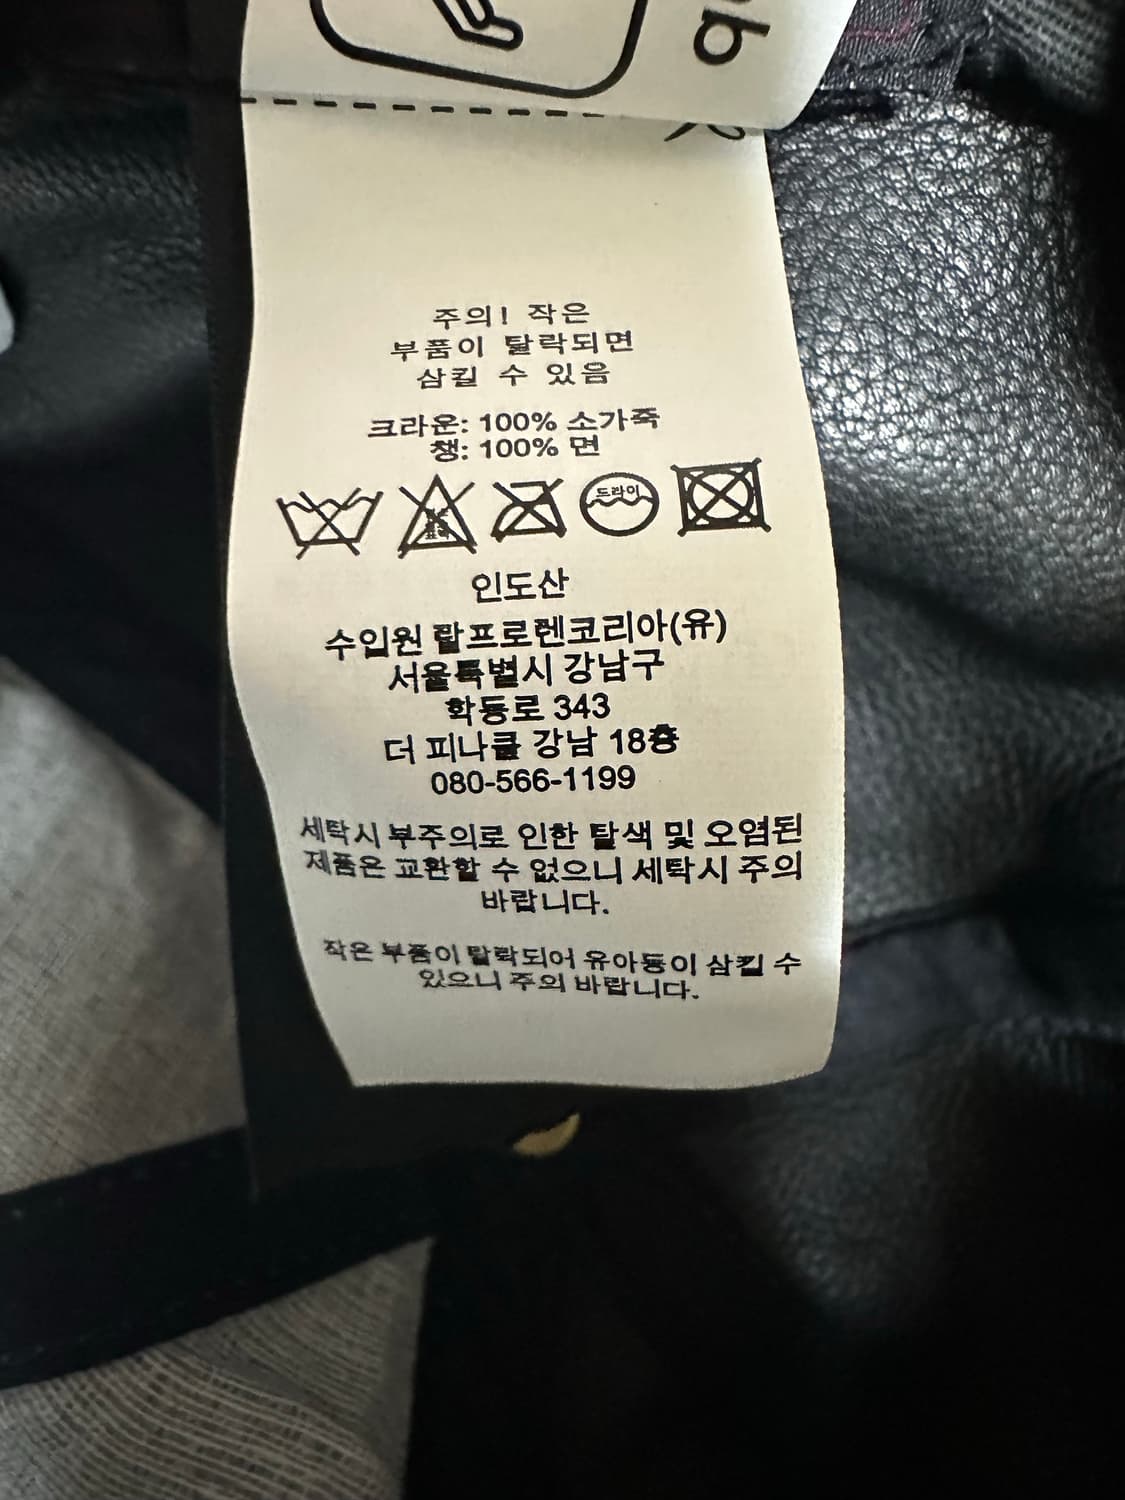 주의! 작은
부품이 탈락되면
삼킬 수 있음
크라운: 100% 소가죽
챙: 100% 면
드라이
인도산
수입원 랄프로렌코리아(유)
서울특별시 강남구
학동로 343
더 피나클 강남 18층
080-566-1199
세탁시 부주의로 인한 탈색 및 오염된
제품은 교환할 수 없으니 세탁시 주의
바랍니다.
작은 부품이 탈락되어 유아동이 삼킬 수
있으니 주의 바랍니다.